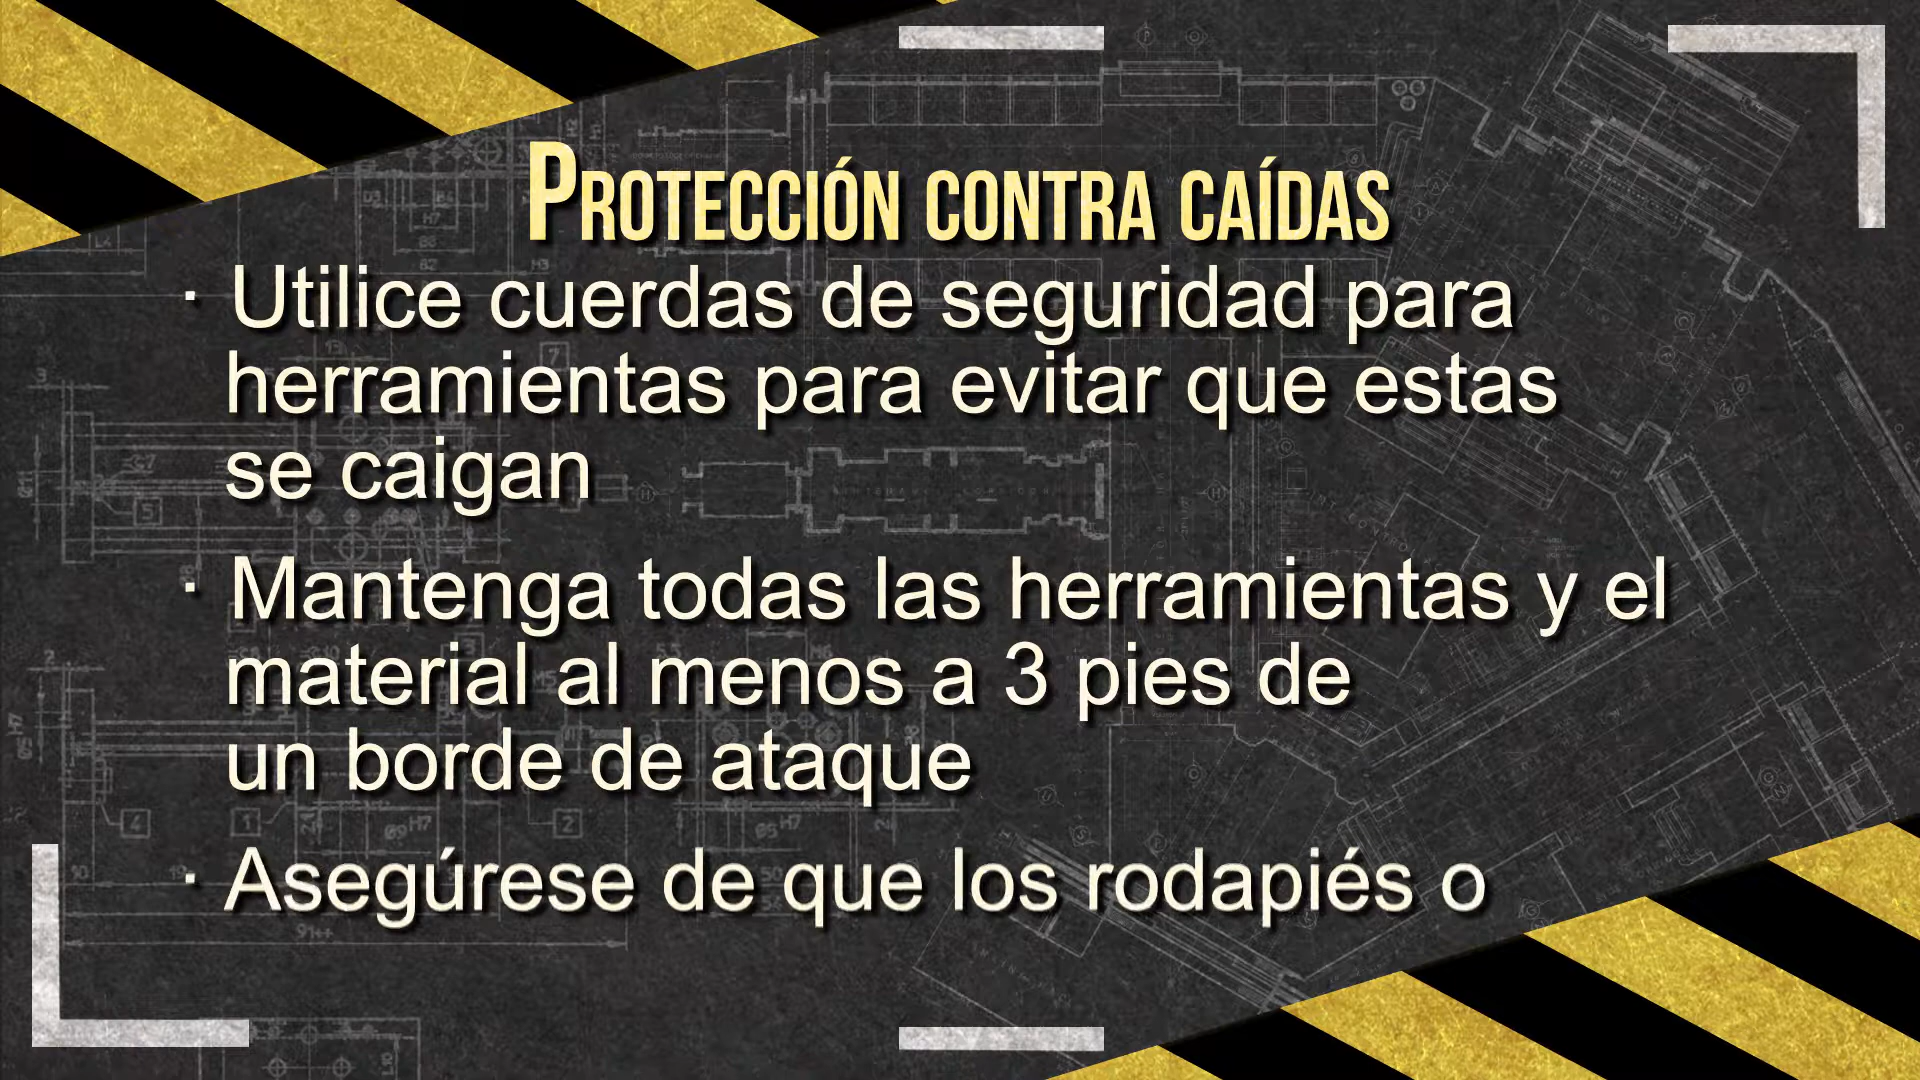 Protección contra caídas
· Utilice cuerdas de seguridad para
herramientas para evitar que estas
se caigan
· Mantenga todas las herramientas y el
material al menos a 3 pies de
un borde de ataque
· Asegúrese de que los rodapiés o